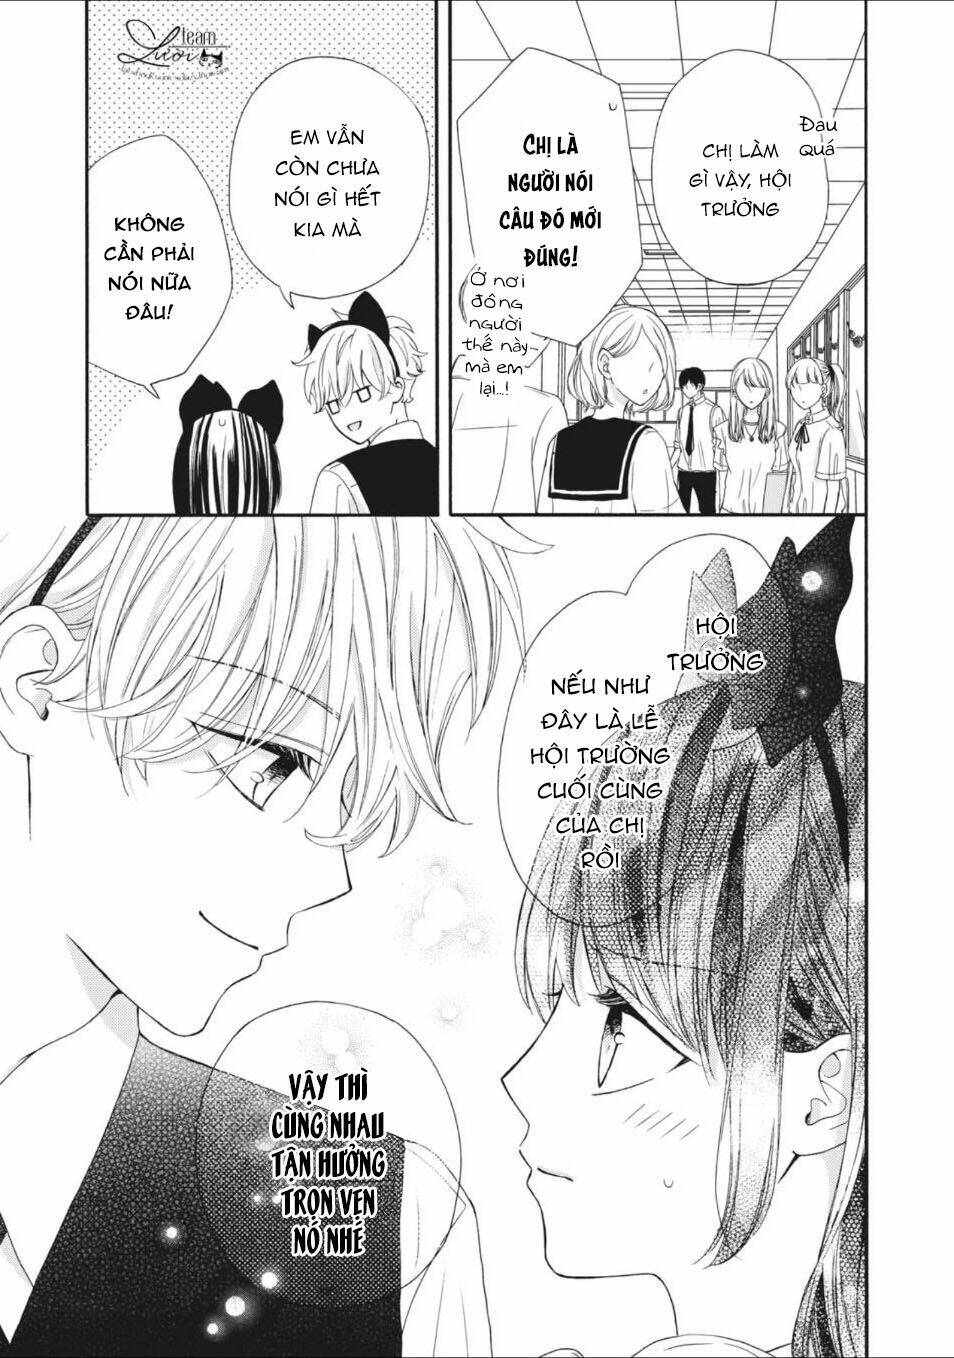 Đau
quá
CHỊ LÀM
GÌ VẬY, HỘI
TRƯỞNG
CHỊ LÀ
NGƯỜI NÓI
CÂU ĐÓ MỚI
ĐÚNG!
Ở nơi
đông
người
thế này
mà em
lại...!
EM VẪN
CÒN CHƯA
NÓI GÌ HẾT
KIA MÀ
KHÔNG
CẦN PHẢI
NÓI NỮA
ĐÂU!
team
Lười
HỘI
TRƯỞNG
NẾU NHƯ
ĐÂY LÀ LỄ
HỘI TRƯỜNG
CUỐI CÙNG
CỦA CHỊ
RỒI
VẬY THÌ
CÙNG NHAU
TẬN HƯỞNG
TRỌN VẸN
NÓ NHÉ